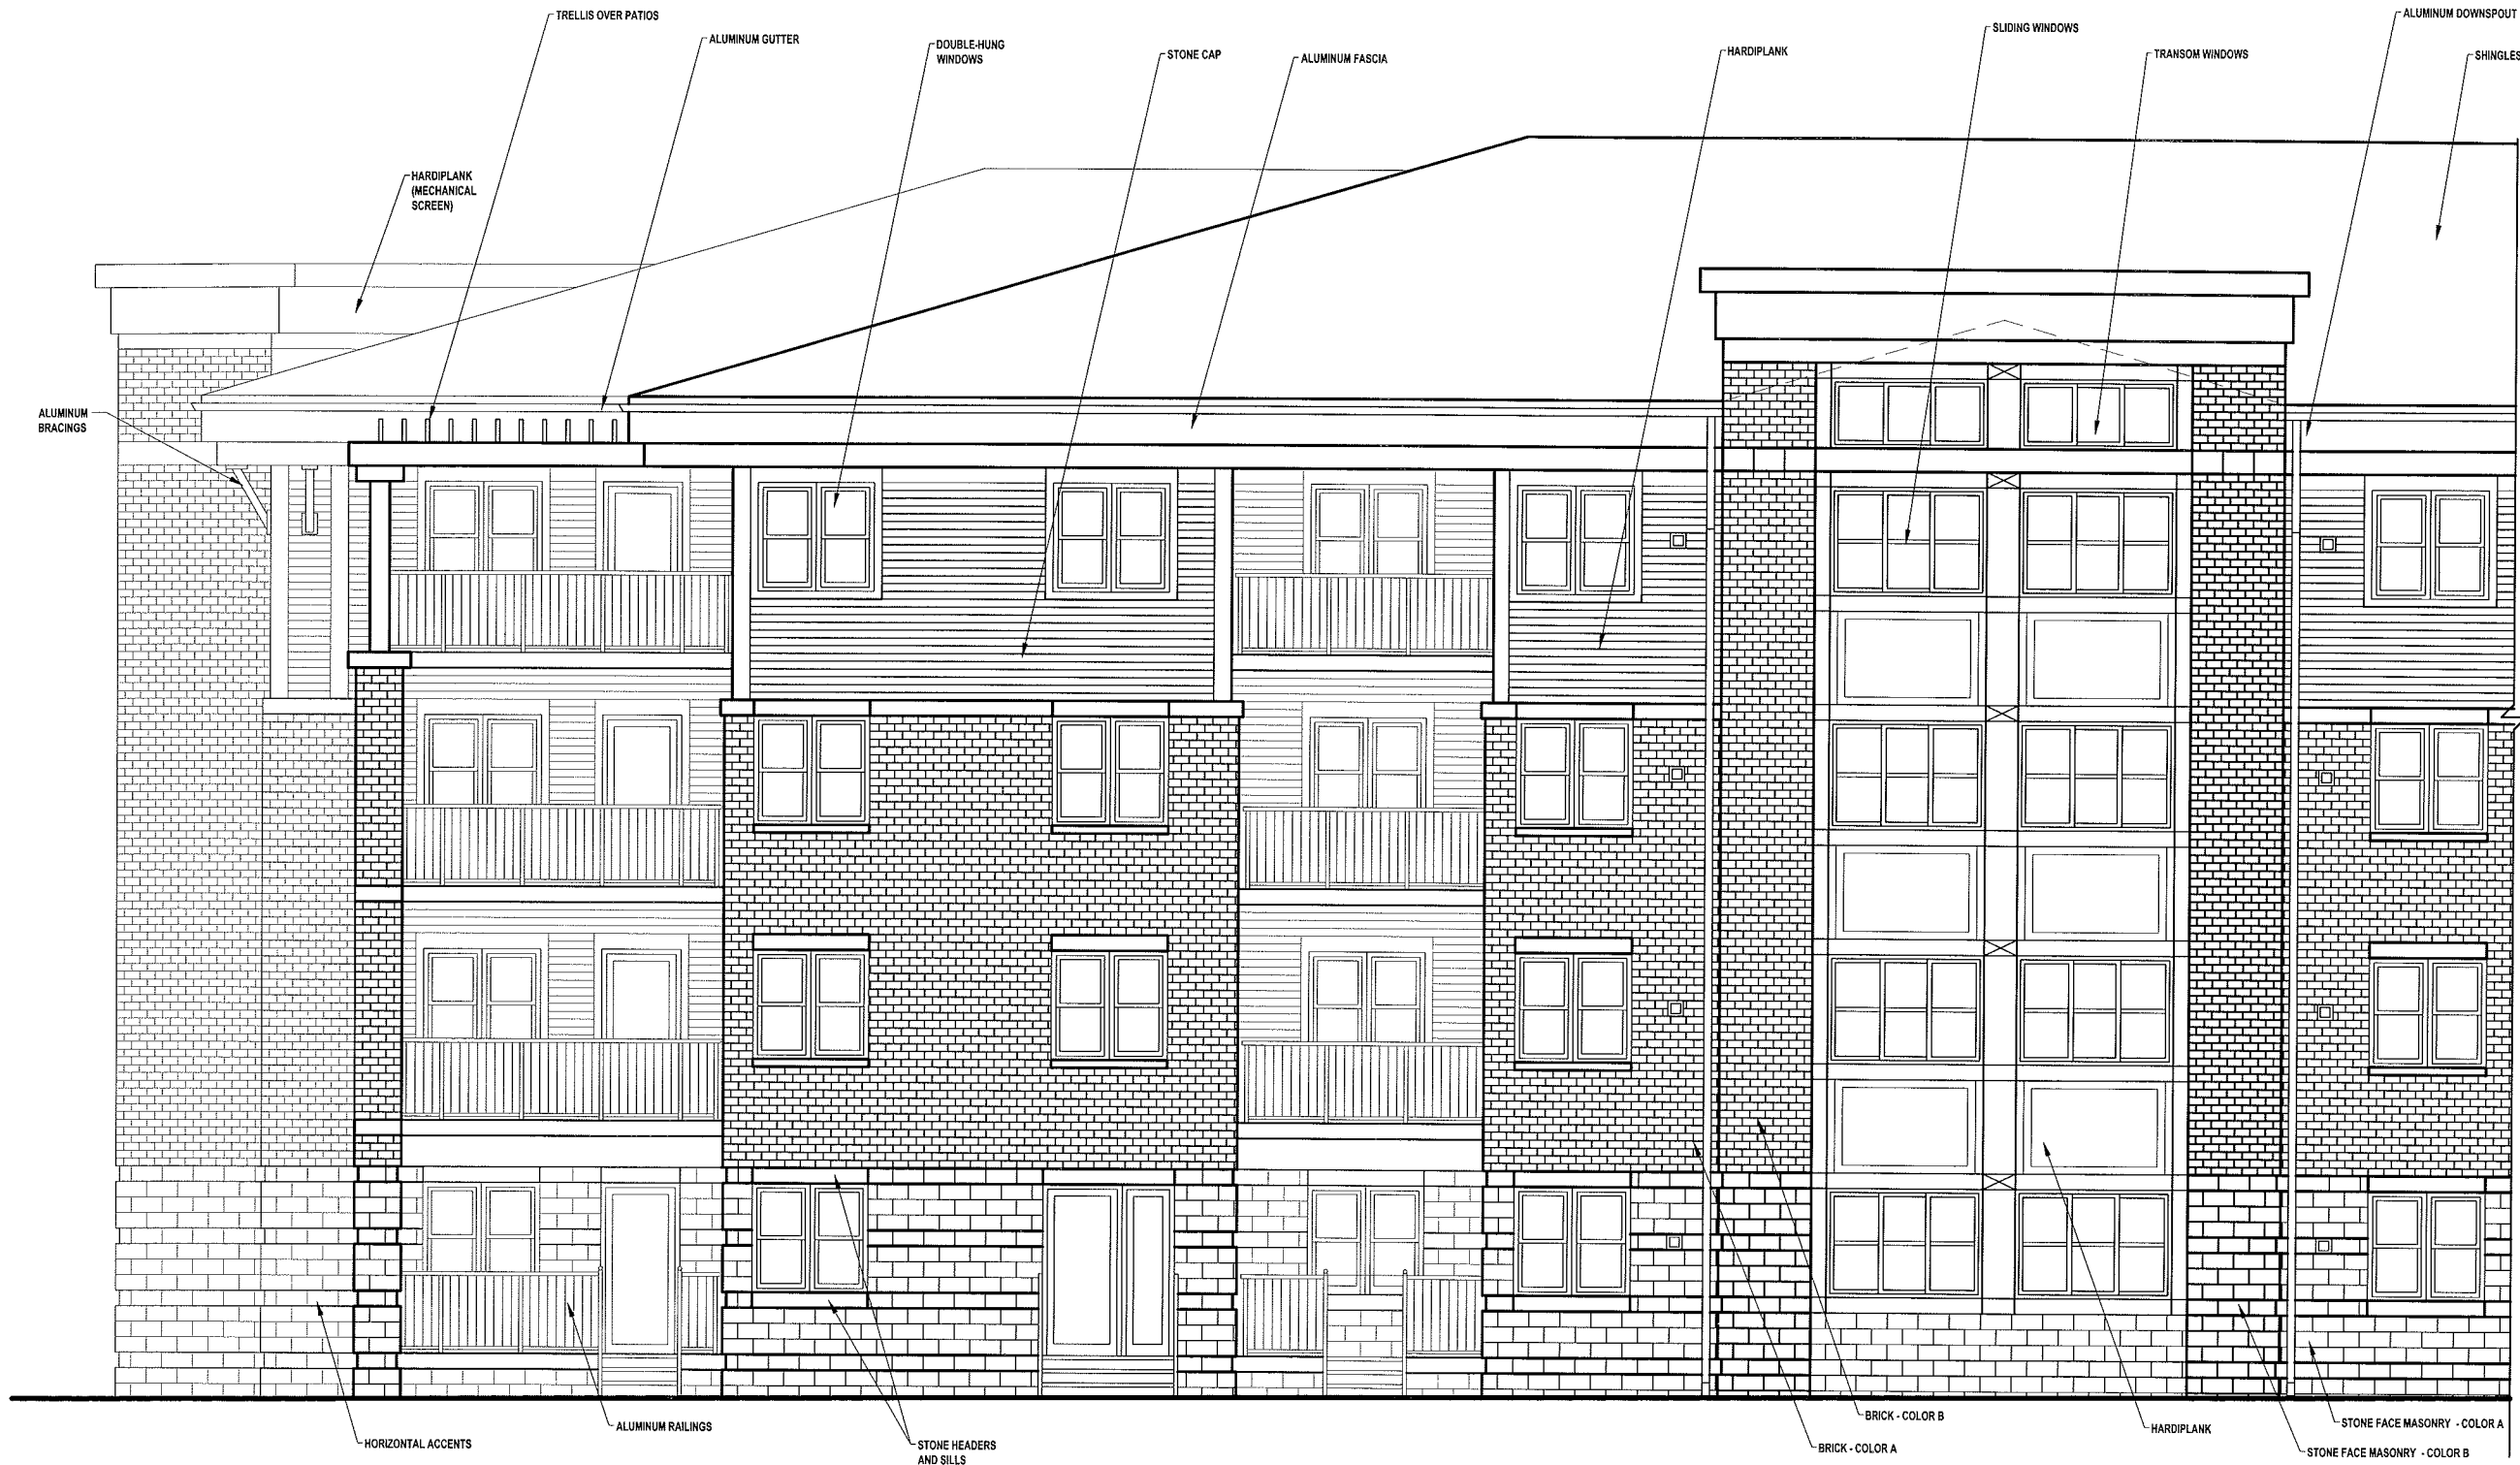 TRELLIS OVER PATIOS
ALUMINUM GUTTER
DOUBLE-HUNG
WINDOWS
STONE CAP
ALUMINUM FASCIA
HARDIPLANK
SLIDING WINDOWS
TRANSOM WINDOWS
ALUMINUM DOWNSPOUT
SHINGLES
HARDIPLANK
(MECHANICAL
SCREEN)
ALUMINUM
BRACINGS
HORIZONTAL ACCENTS
ALUMINUM RAILINGS
STONE HEADERS
AND SILLS
BRICK - COLOR A
BRICK - COLOR B
HARDIPLANK
STONE FACE MASONRY - COLOR A
STONE FACE MASONRY - COLOR B